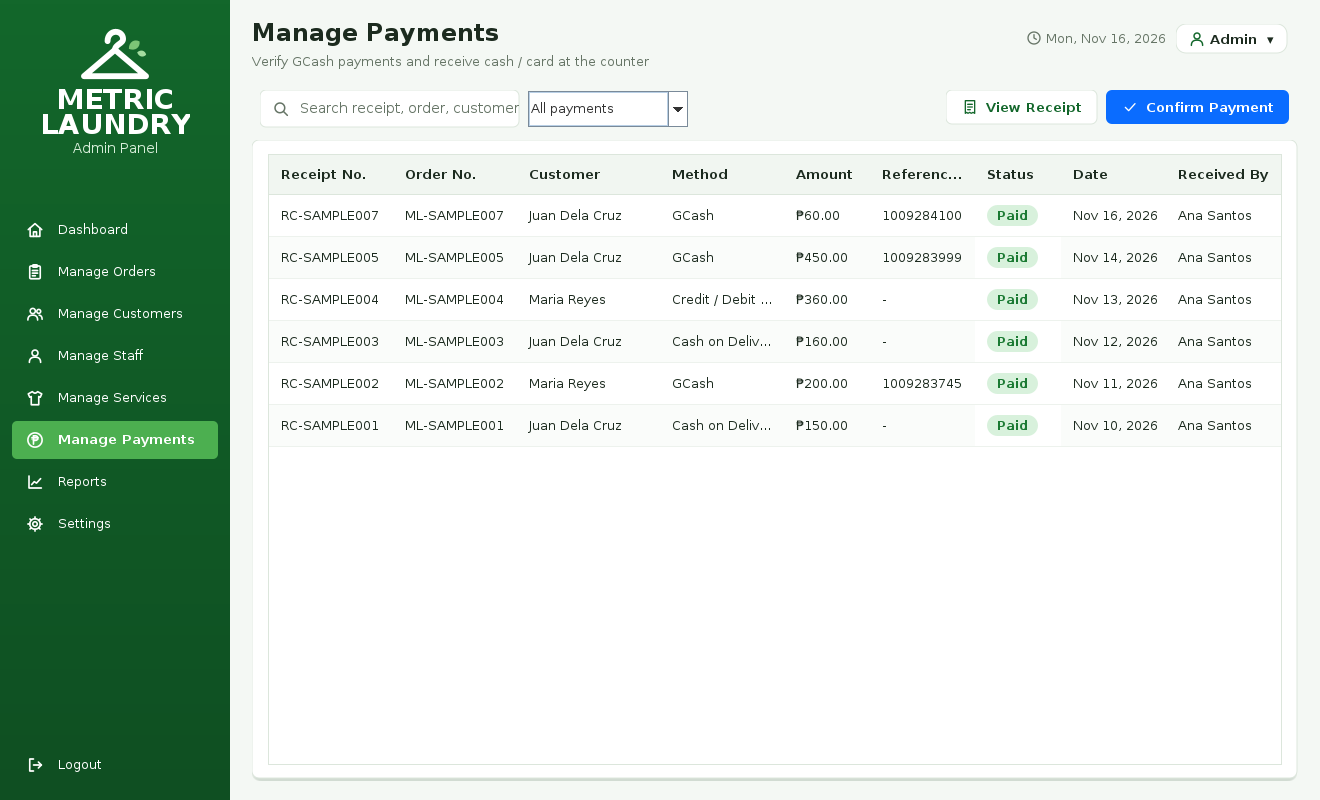 METRIC
LAUNDRY
Admin Panel
Dashboard
Manage Orders
Manage Customers
Manage Staff
Manage Services
Manage Payments
Reports
Settings
Logout
Manage Payments
Verify GCash payments and receive cash / card at the counter
Mon, Nov 16, 2026
Admin
Search receipt, order, customer
All payments
View Receipt
Confirm Payment
Receipt No. Order No. Customer Method Amount Referenc... Status Date Received By
RC-SAMPLE007 ML-SAMPLE007 Juan Dela Cruz GCash ₱60.00 1009284100 Paid Nov 16, 2026 Ana Santos
RC-SAMPLE005 ML-SAMPLE005 Juan Dela Cruz GCash ₱450.00 1009283999 Paid Nov 14, 2026 Ana Santos
RC-SAMPLE004 ML-SAMPLE004 Maria Reyes Credit / Debit ... ₱360.00 - Paid Nov 13, 2026 Ana Santos
RC-SAMPLE003 ML-SAMPLE003 Juan Dela Cruz Cash on Deliv... ₱160.00 - Paid Nov 12, 2026 Ana Santos
RC-SAMPLE002 ML-SAMPLE002 Maria Reyes GCash ₱200.00 1009283745 Paid Nov 11, 2026 Ana Santos
RC-SAMPLE001 ML-SAMPLE001 Juan Dela Cruz Cash on Deliv... ₱150.00 - Paid Nov 10, 2026 Ana Santos